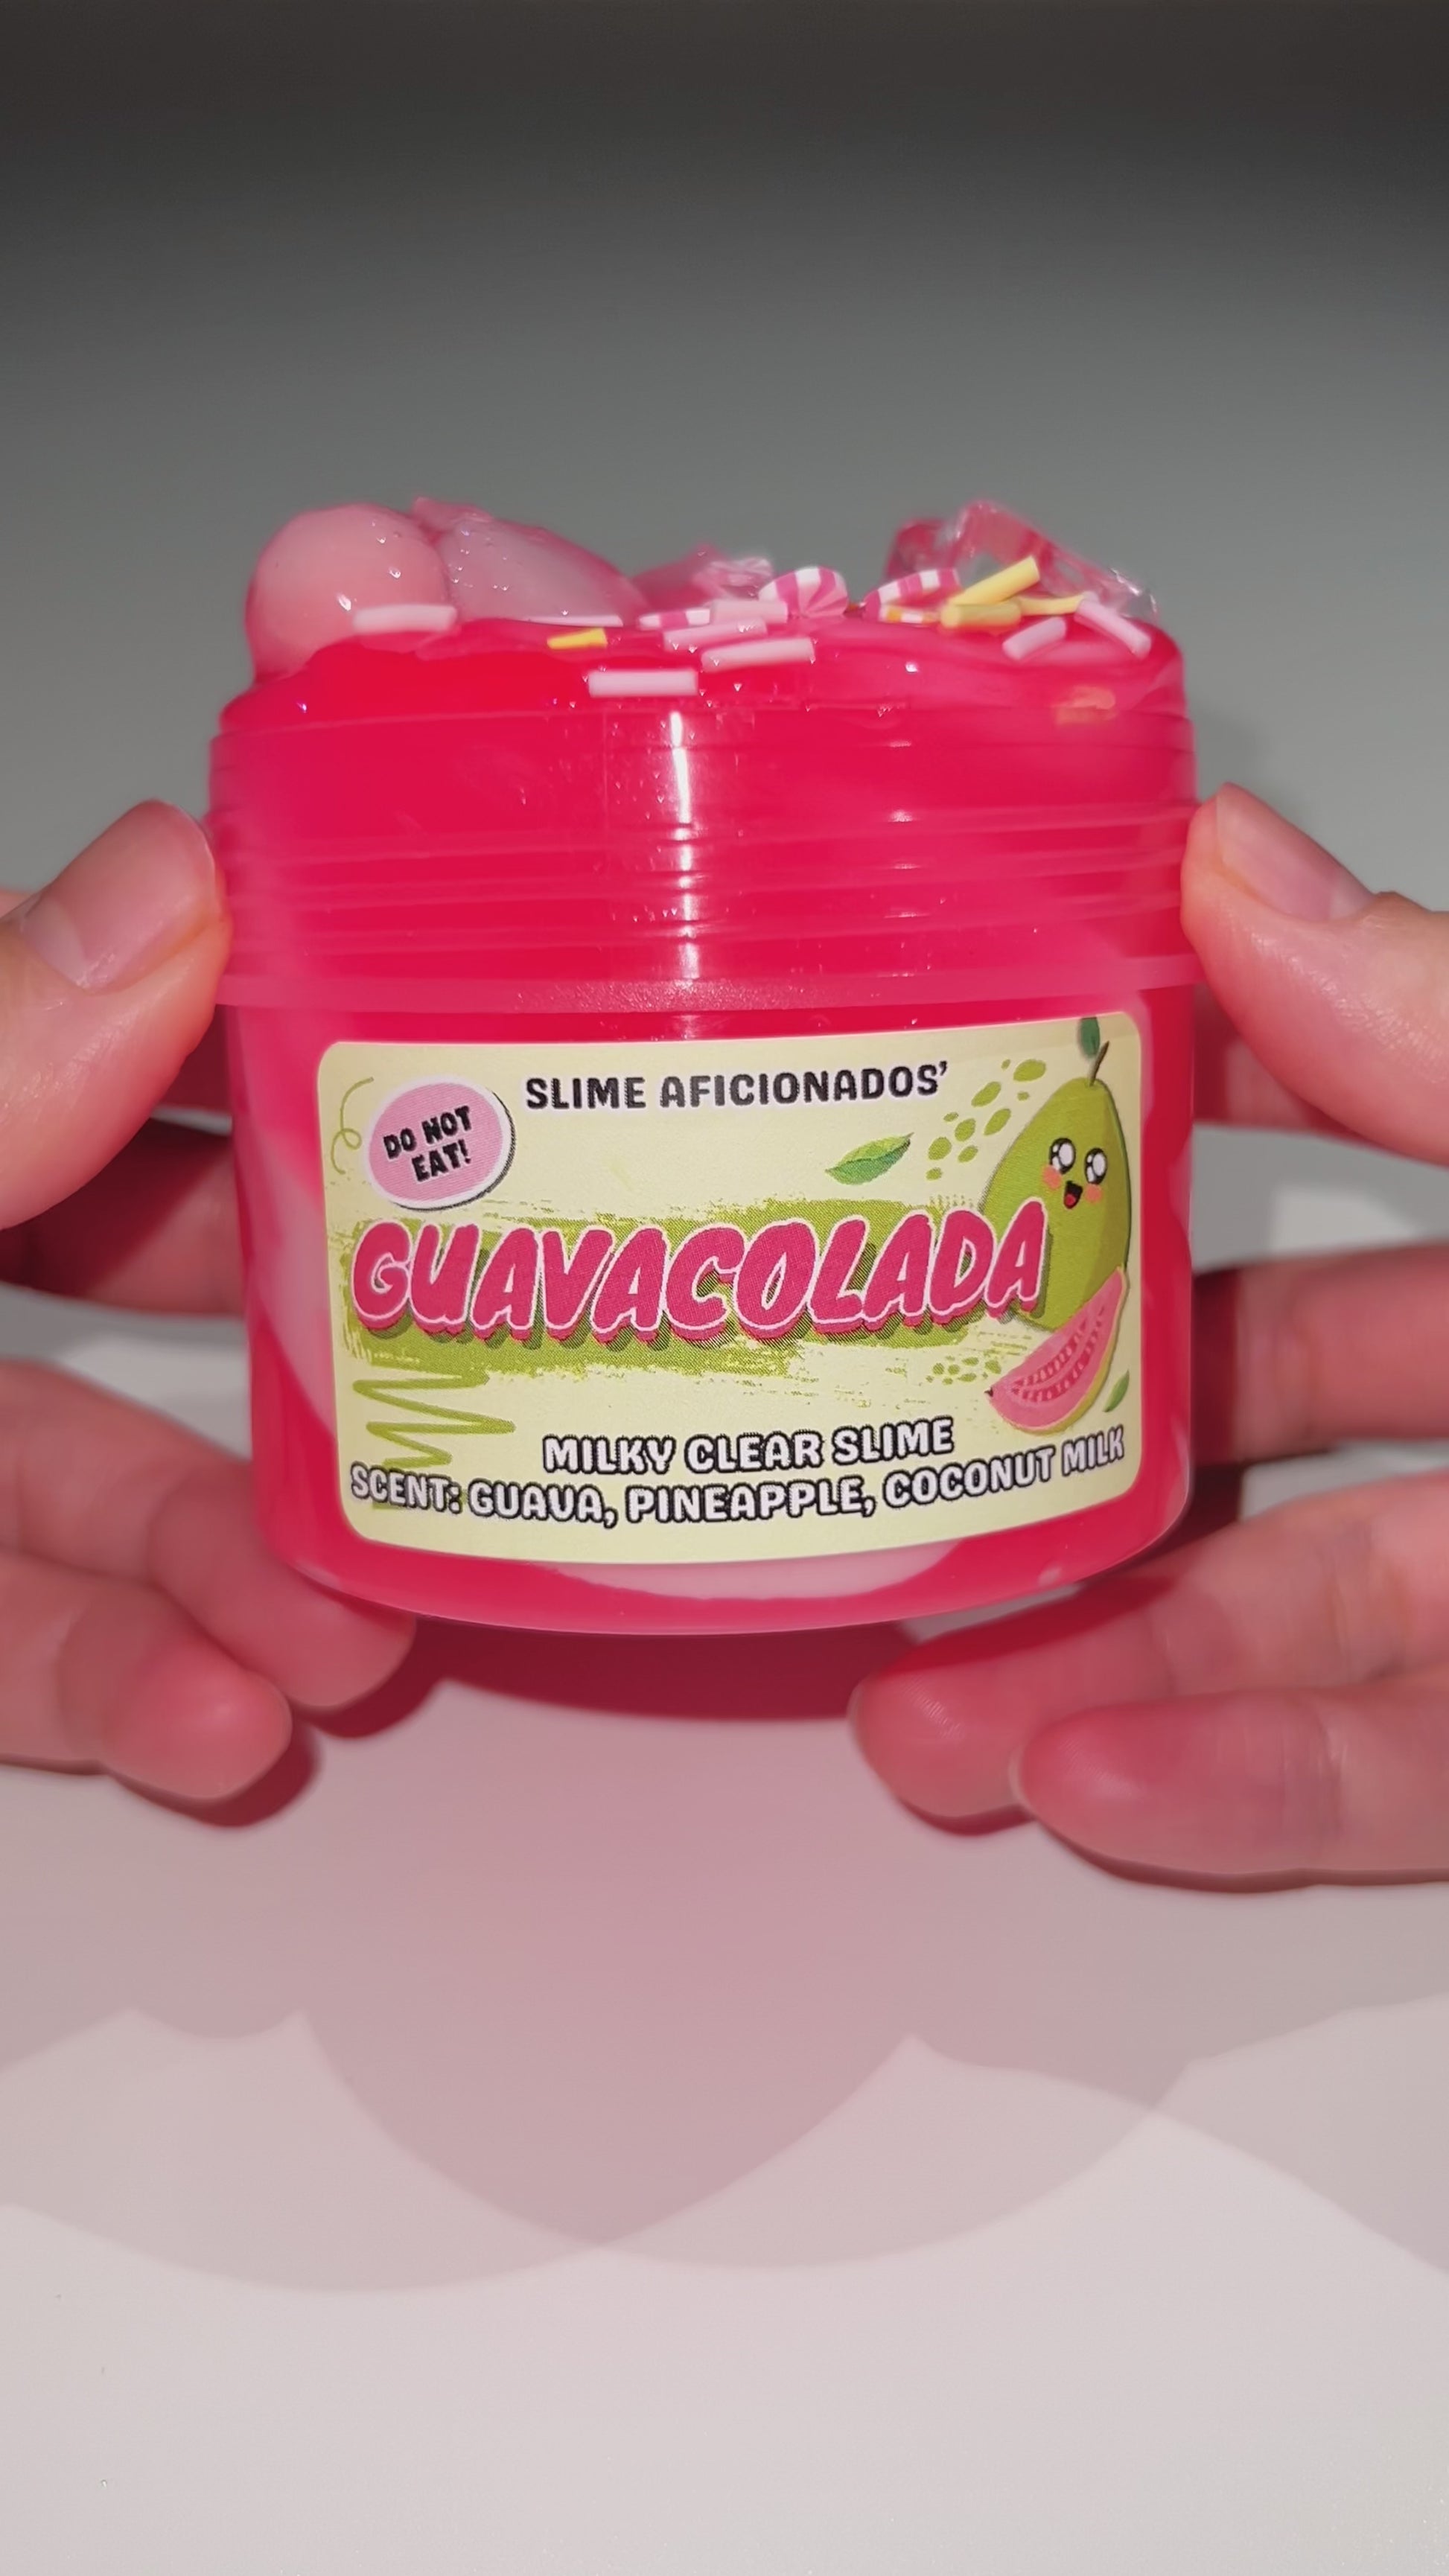 SLIME AFICIONADOS'
DO NOT
EAT!
GUAVACOLADA
MILKY CLEAR SLIME
SCENT: GUAVA, PINEAPPLE, COCONUT MILK